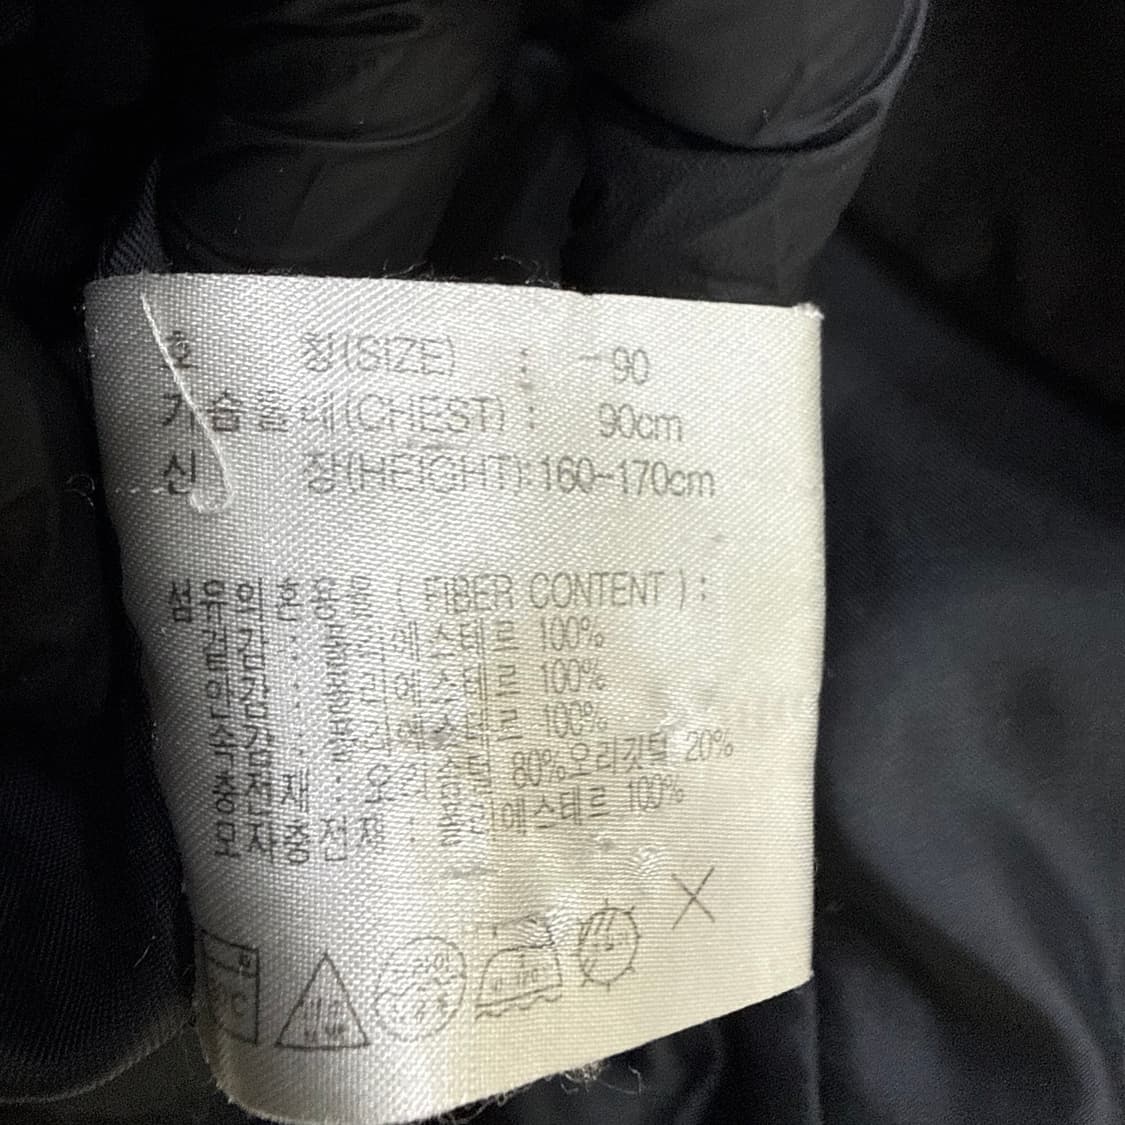 호 칭(SIZE) : -90
가슴둘레(CHEST) : 90cm
신 장(HEIGHT):160~170cm
섬유의혼용율 ( FIBER CONTENT ) :
겉감 : 폴리에스테르 100%
안감 : 폴리에스테르 100%
속감 : 폴리에스테르 100%
충전재 : 오리솜털 80%오리깃털 20%
모자충전재 : 폴리에스테르 100%